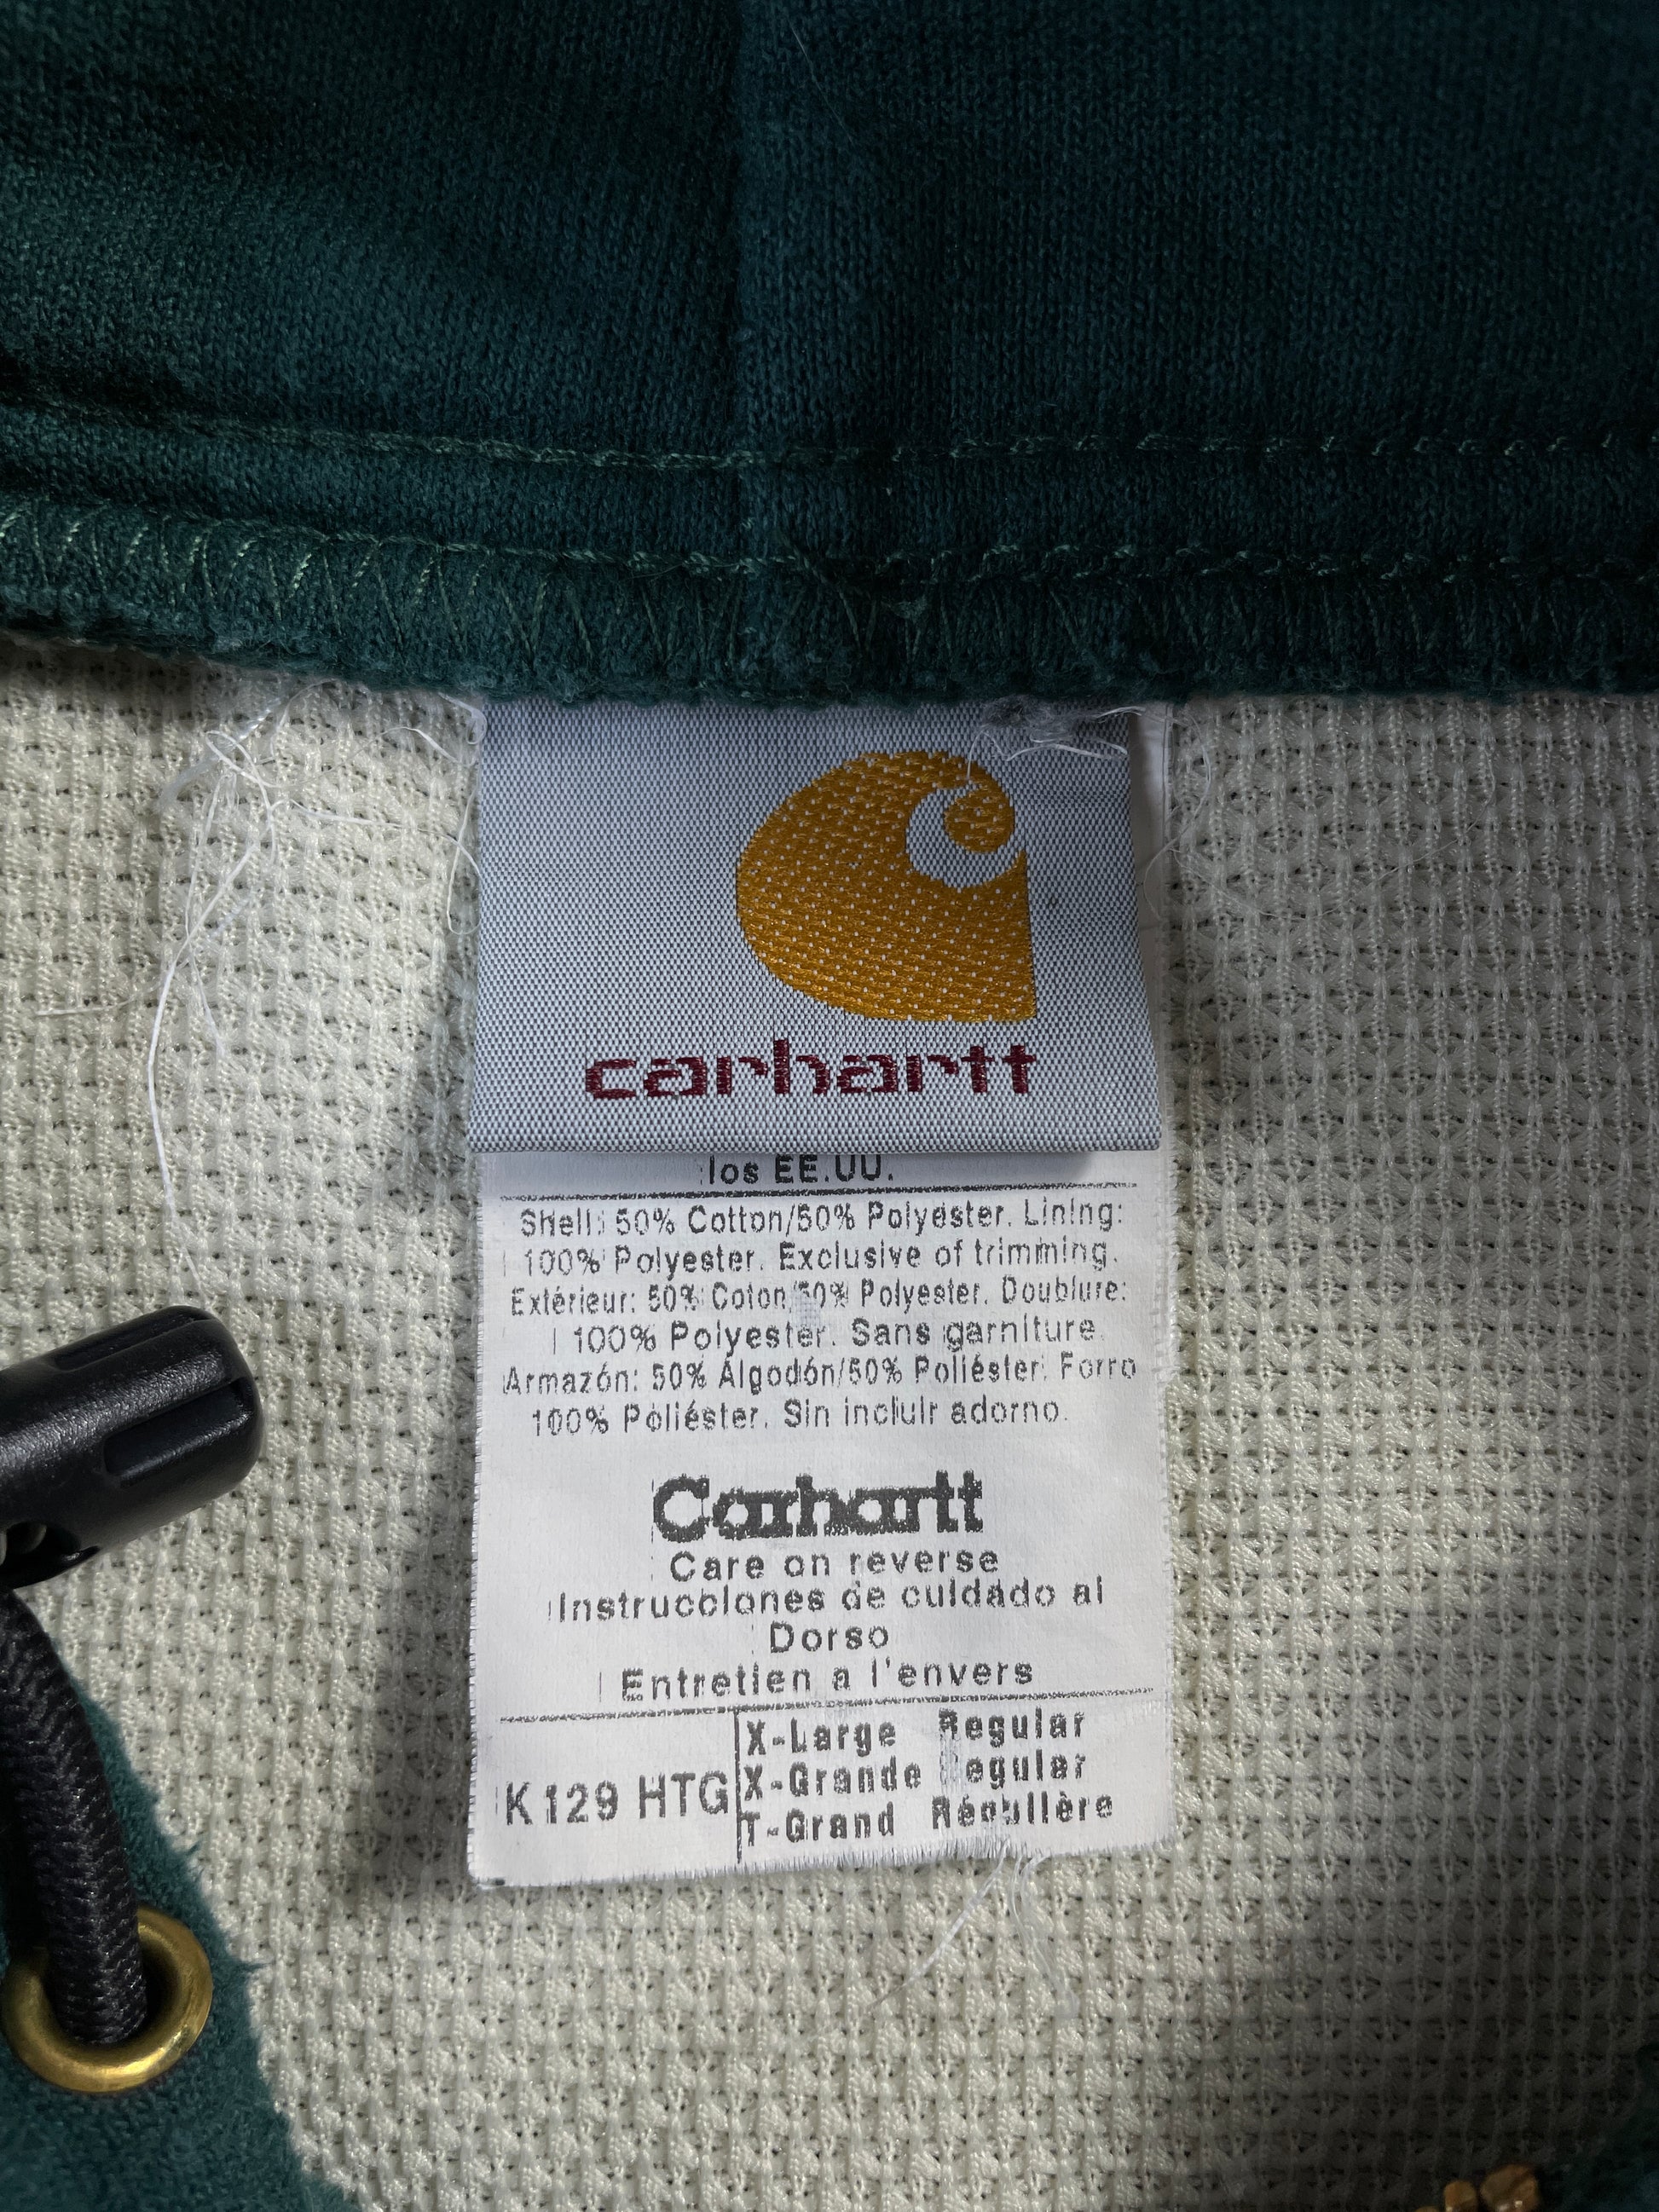 carhartt
los EE.UU.
Shell: 50% Cotton/50% Polyester. Lining:
100% Polyester. Exclusive of trimming.
Extérieur: 50% Coton/50% Polyester. Doublure:
100% Polyester. Sans garniture
Armazón: 50% Algodón/50% Poliéster. Forro
100% Poliéster. Sin incluir adorno.
Carhartt
Care on reverse
Instrucciones de cuidado al
Dorso
Entretien a l'envers
K129 HTG
X-Large Regular
X-Grande Regular
T-Grand Régulière